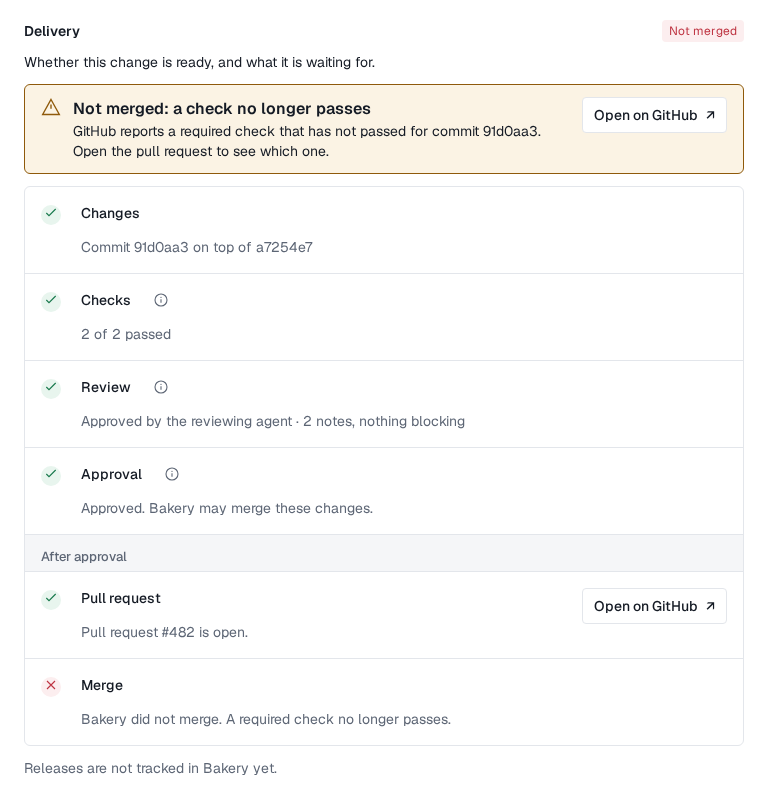 Delivery
Not merged
Whether this change is ready, and what it is waiting for.
Not merged: a check no longer passes
Open on GitHub
GitHub reports a required check that has not passed for commit 91d0aa3.
Open the pull request to see which one.
Changes
Commit 91d0aa3 on top of a7254e7
Checks
2 of 2 passed
Review
Approved by the reviewing agent · 2 notes, nothing blocking
Approval
Approved. Bakery may merge these changes.
After approval
Pull request
Open on GitHub
Pull request #482 is open.
Merge
Bakery did not merge. A required check no longer passes.
Releases are not tracked in Bakery yet.